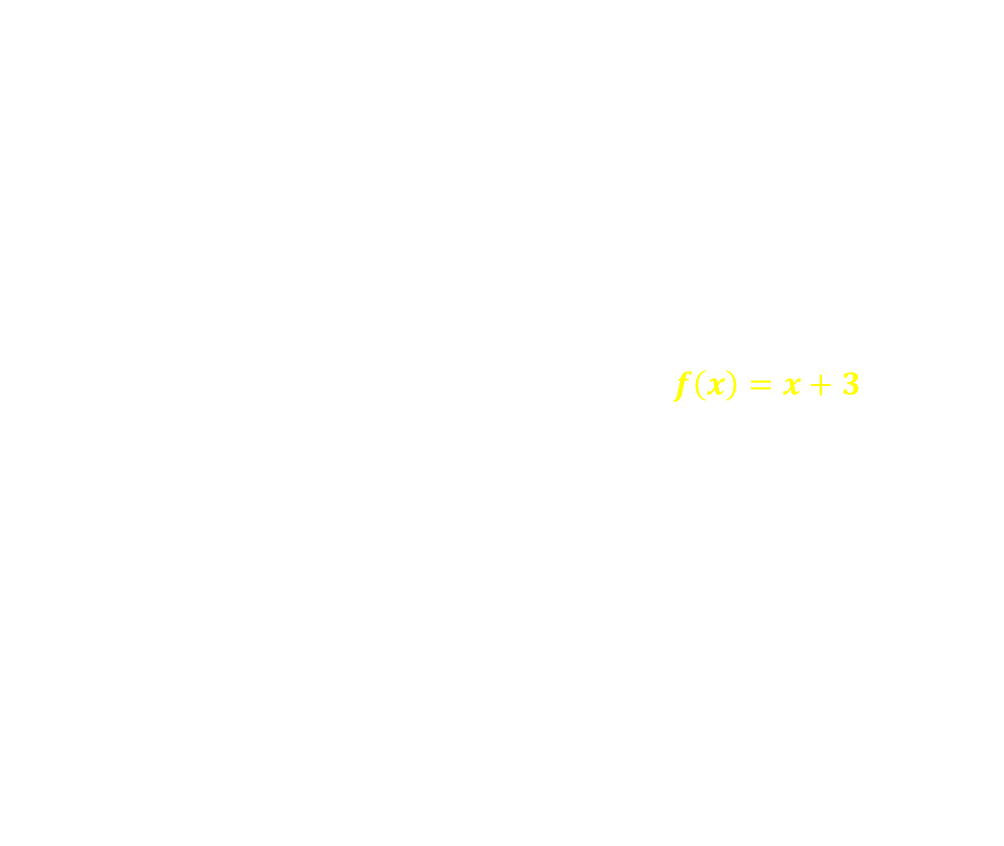 f(x) = x + 3